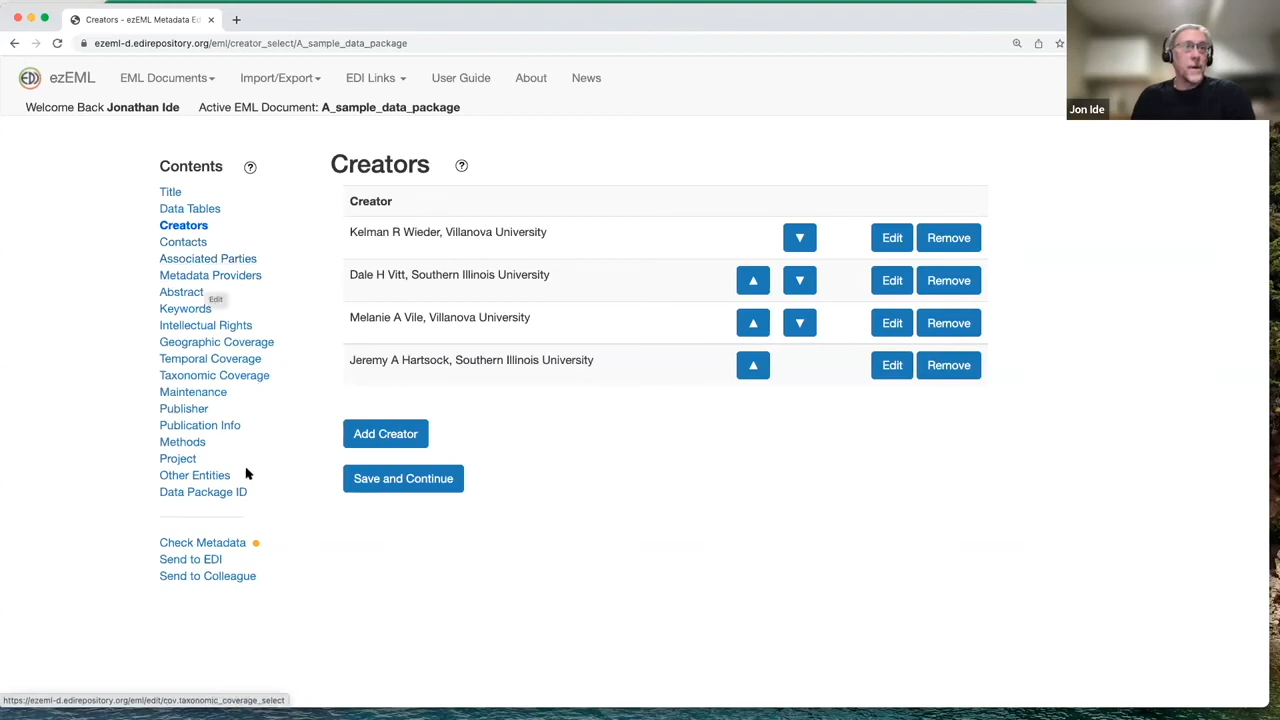 Creators - ezEML Metadata Ed
ezeml-d.edirepository.org/eml/creator_select/A_sample_data_package
ezEML EML Documents Import/Export EDI Links User Guide About News
Welcome Back Jonathan Ide Active EML Document: A_sample_data_package
Jon Ide
Contents
Title
Data Tables
Creators
Contacts
Associated Parties
Metadata Providers
Abstract
Edit
Keywords
Intellectual Rights
Geographic Coverage
Temporal Coverage
Taxonomic Coverage
Maintenance
Publisher
Publication Info
Methods
Project
Other Entities
Data Package ID
Check Metadata
Send to EDI
Send to Colleague
Creators
Creator
Kelman R Wieder, Villanova University Edit Remove
Dale H Vitt, Southern Illinois University Edit Remove
Melanie A Vile, Villanova University Edit Remove
Jeremy A Hartsock, Southern Illinois University Edit Remove
Add Creator
Save and Continue
https://ezeml-d.edirepository.org/eml/edit/cov.taxonomic_coverage_select